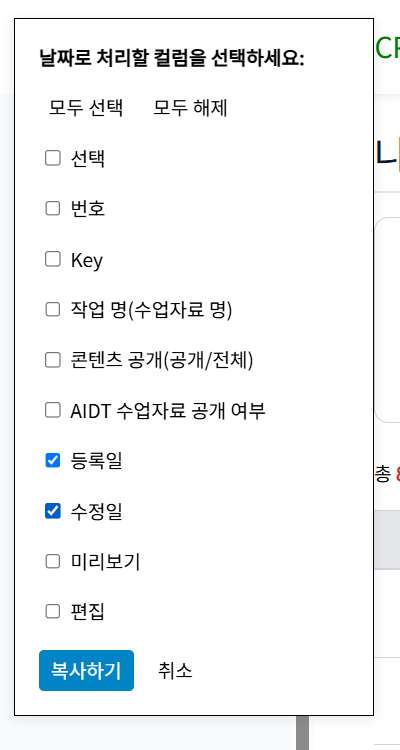 날짜로 처리할 컬럼을 선택하세요:
모두 선택 모두 해제
선택
번호
Key
작업 명(수업자료 명)
콘텐츠 공개(공개/전체)
AIDT 수업자료 공개 여부
등록일
수정일
미리보기
편집
복사하기 취소
총